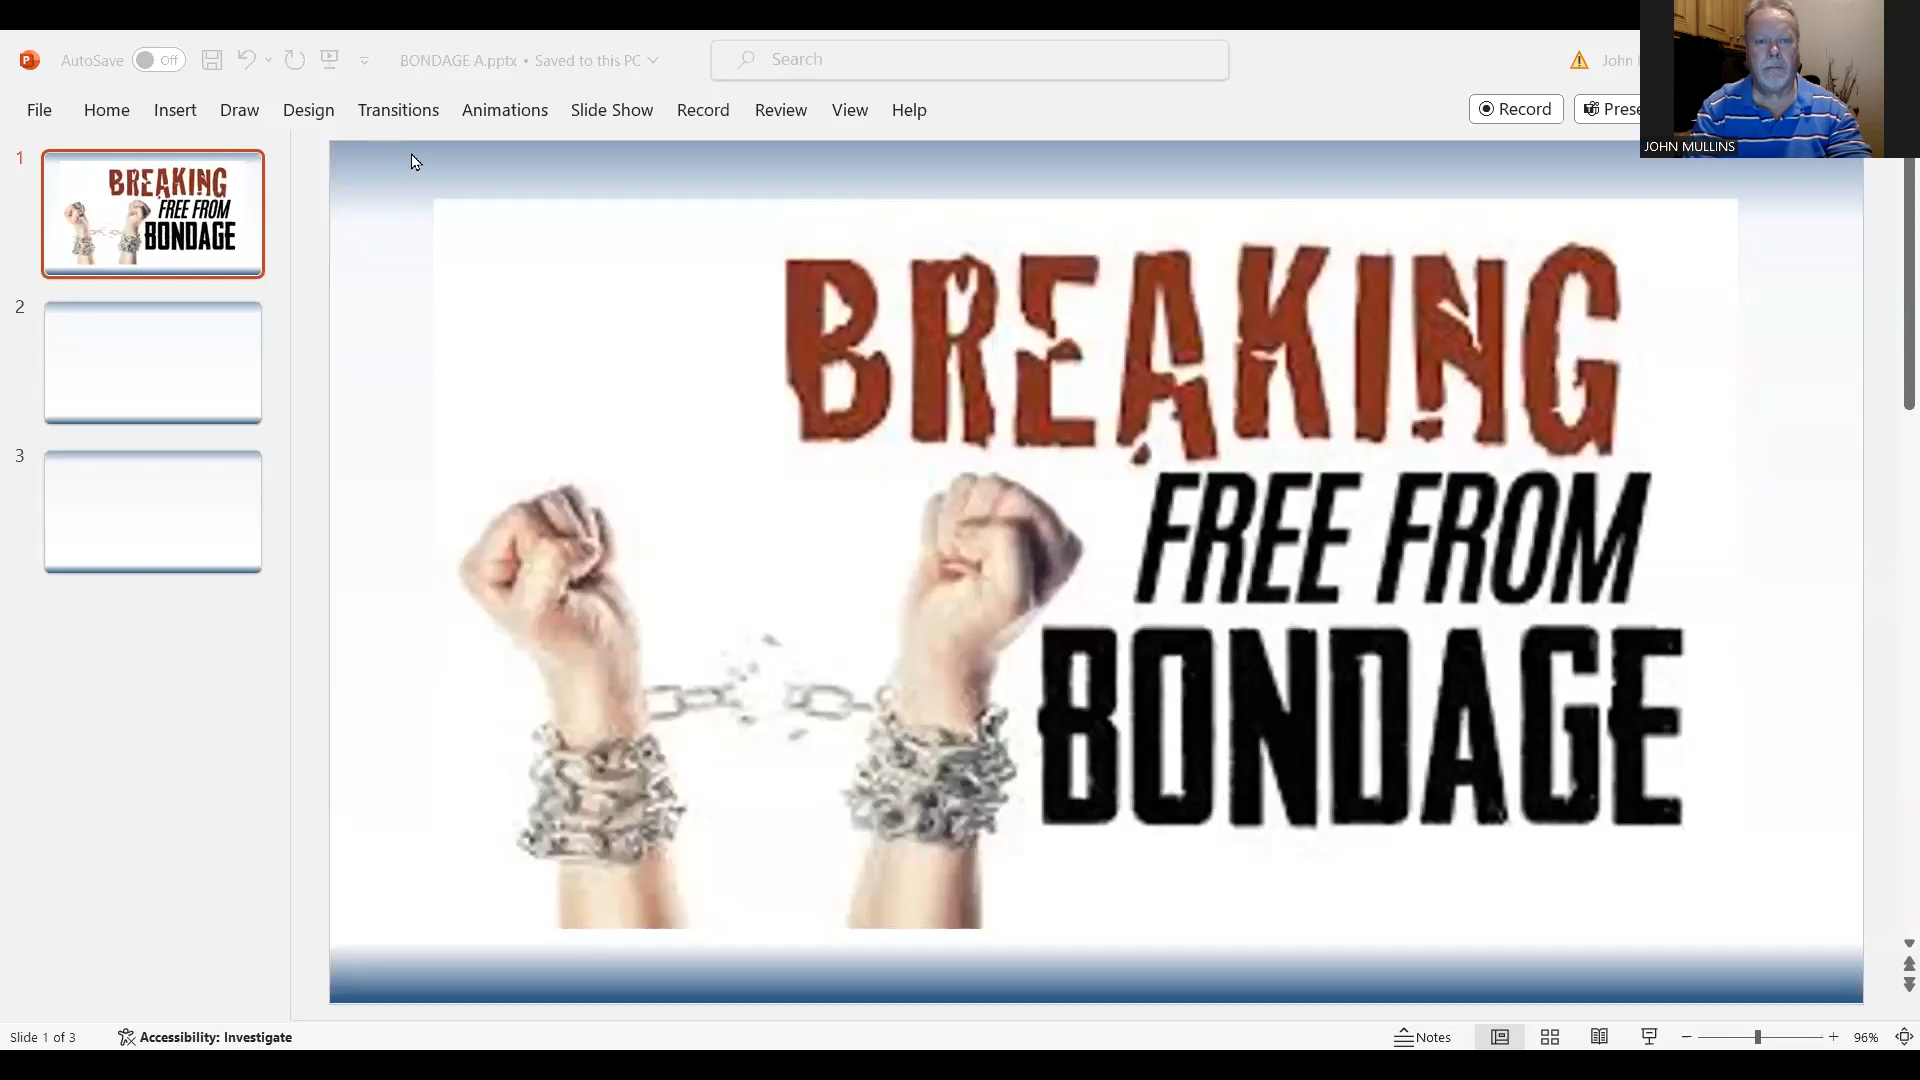 AutoSave Off BONDAGE A.pptx • Saved to this PC Search John
File Home Insert Draw Design Transitions Animations Slide Show Record Review View Help Record Prese
JOHN MULLINS
1
BREAKING
FREE FROM
BONDAGE
2
3
BREAKING
FREE FROM
BONDAGE
Slide 1 of 3 Accessibility: Investigate Notes 96%